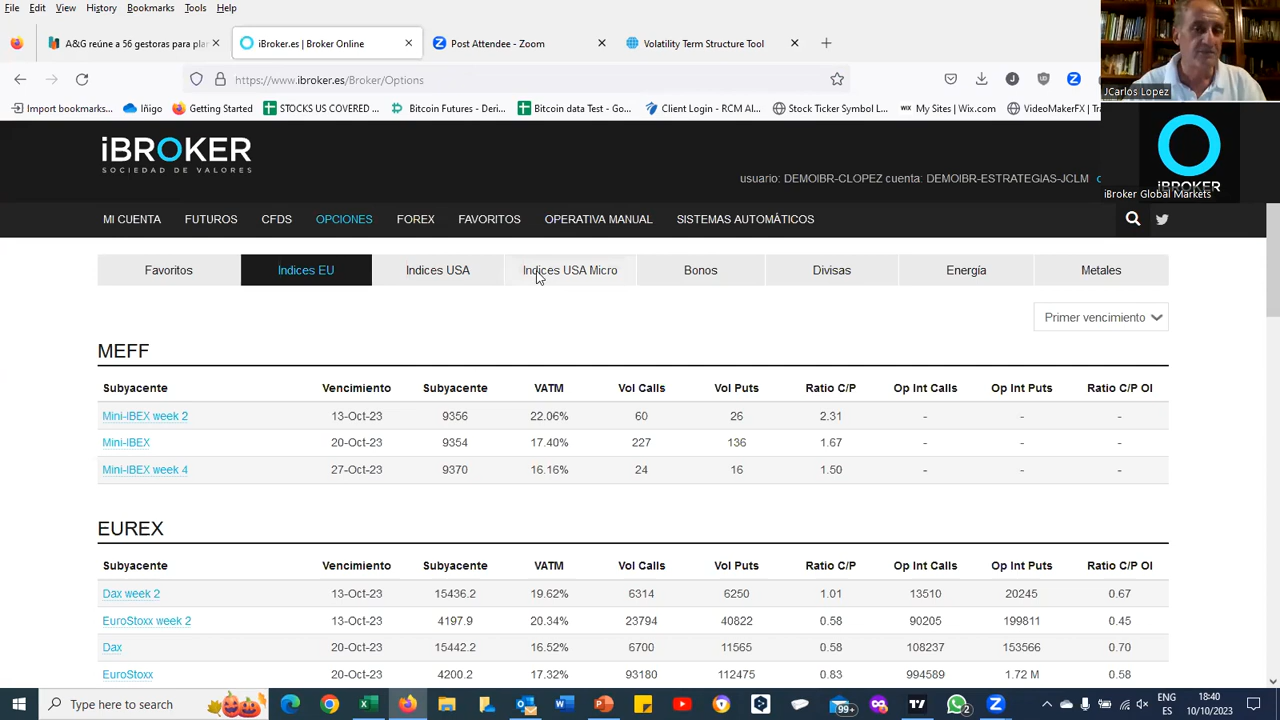 File Edit View History Bookmarks Tools Help
A&G reúne a 56 gestoras para pla
iBroker.es | Broker Online
Post Attendee - Zoom
Volatility Term Structure Tool
https://www.ibroker.es/Broker/Options
Import bookmarks... Iñigo Getting Started STOCKS US COVERED ... Bitcoin Futures - Deri... Bitcoin data Test - Go... Client Login - RCM Al... Stock Ticker Symbol L... My Sites | Wix.com VideoMakerFX
JCarlos Lopez
iBROKER
SOCIEDAD DE VALORES
usuario: DEMOIBR-CLOPEZ cuenta: DEMOIBR-ESTRATEGIAS-JCLM
iBROKER
iBroker Global Markets
MI CUENTA FUTUROS CFDS OPCIONES FOREX FAVORITOS OPERATIVA MANUAL SISTEMAS AUTOMÁTICOS
Favoritos Indices EU Indices USA Indices USA Micro Bonos Divisas Energía Metales
Primer vencimiento
MEFF
Subyacente Vencimiento Subyacente VATM Vol Calls Vol Puts Ratio C/P Op Int Calls Op Int Puts Ratio C/P OI
Mini-IBEX week 2 13-Oct-23 9356 22.06% 60 26 2.31 - - -
Mini-IBEX 20-Oct-23 9354 17.40% 227 136 1.67 - - -
Mini-IBEX week 4 27-Oct-23 9370 16.16% 24 16 1.50 - - -
EUREX
Subyacente Vencimiento Subyacente VATM Vol Calls Vol Puts Ratio C/P Op Int Calls Op Int Puts Ratio C/P OI
Dax week 2 13-Oct-23 15436.2 19.62% 6314 6250 1.01 13510 20245 0.67
EuroStoxx week 2 13-Oct-23 4197.9 20.34% 23794 40822 0.58 90205 199811 0.45
Dax 20-Oct-23 15442.2 16.52% 6700 11565 0.58 108237 153566 0.70
EuroStoxx 20-Oct-23 4200.2 17.32% 93180 112475 0.83 994589 1.72 M 0.58
Type here to search
99+
2
ENG
ES
18:40
10/10/2023